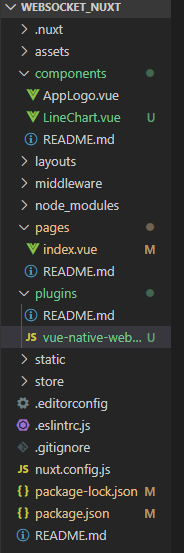 WEBSOCKET_NUXT
.nuxt
assets
components
AppLogo.vue
LineChart.vue U
README.md
layouts
middleware
node_modules
pages
index.vue M
README.md
plugins
README.md
JS vue-native-web... U
static
store
.editorconfig
.eslintrc.js
.gitignore
JS nuxt.config.js
{} package-lock.json M
{} package.json M
README.md